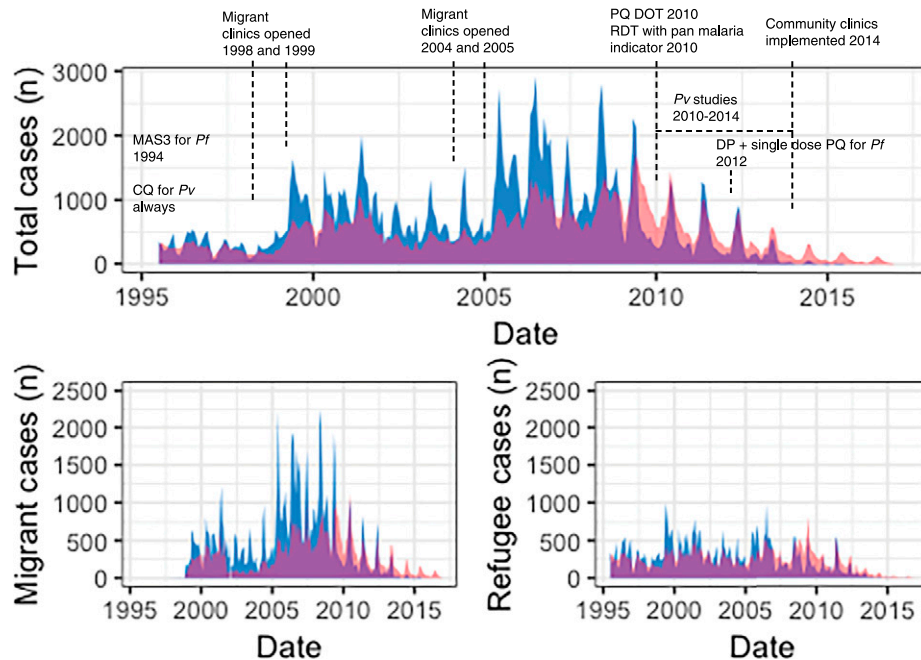 Migrant
clinics opened
1998 and 1999
Migrant
clinics opened
2004 and 2005
PQ DOT 2010
RDT with pan malaria
indicator 2010
Community clinics
implemented 2014
Total cases (n)
3000
2000
1000
0
MAS3 for Pf
1994
CQ for Pv
always
Pv studies
2010-2014
DP + single dose PQ for Pf
2012
1995 2000 2005 2010 2015
Date
Migrant cases (n)
2500
2000
1500
1000
500
0
1995 2000 2005 2010 2015
Date
Refugee cases (n)
2500
2000
1500
1000
500
0
1995 2000 2005 2010 2015
Date